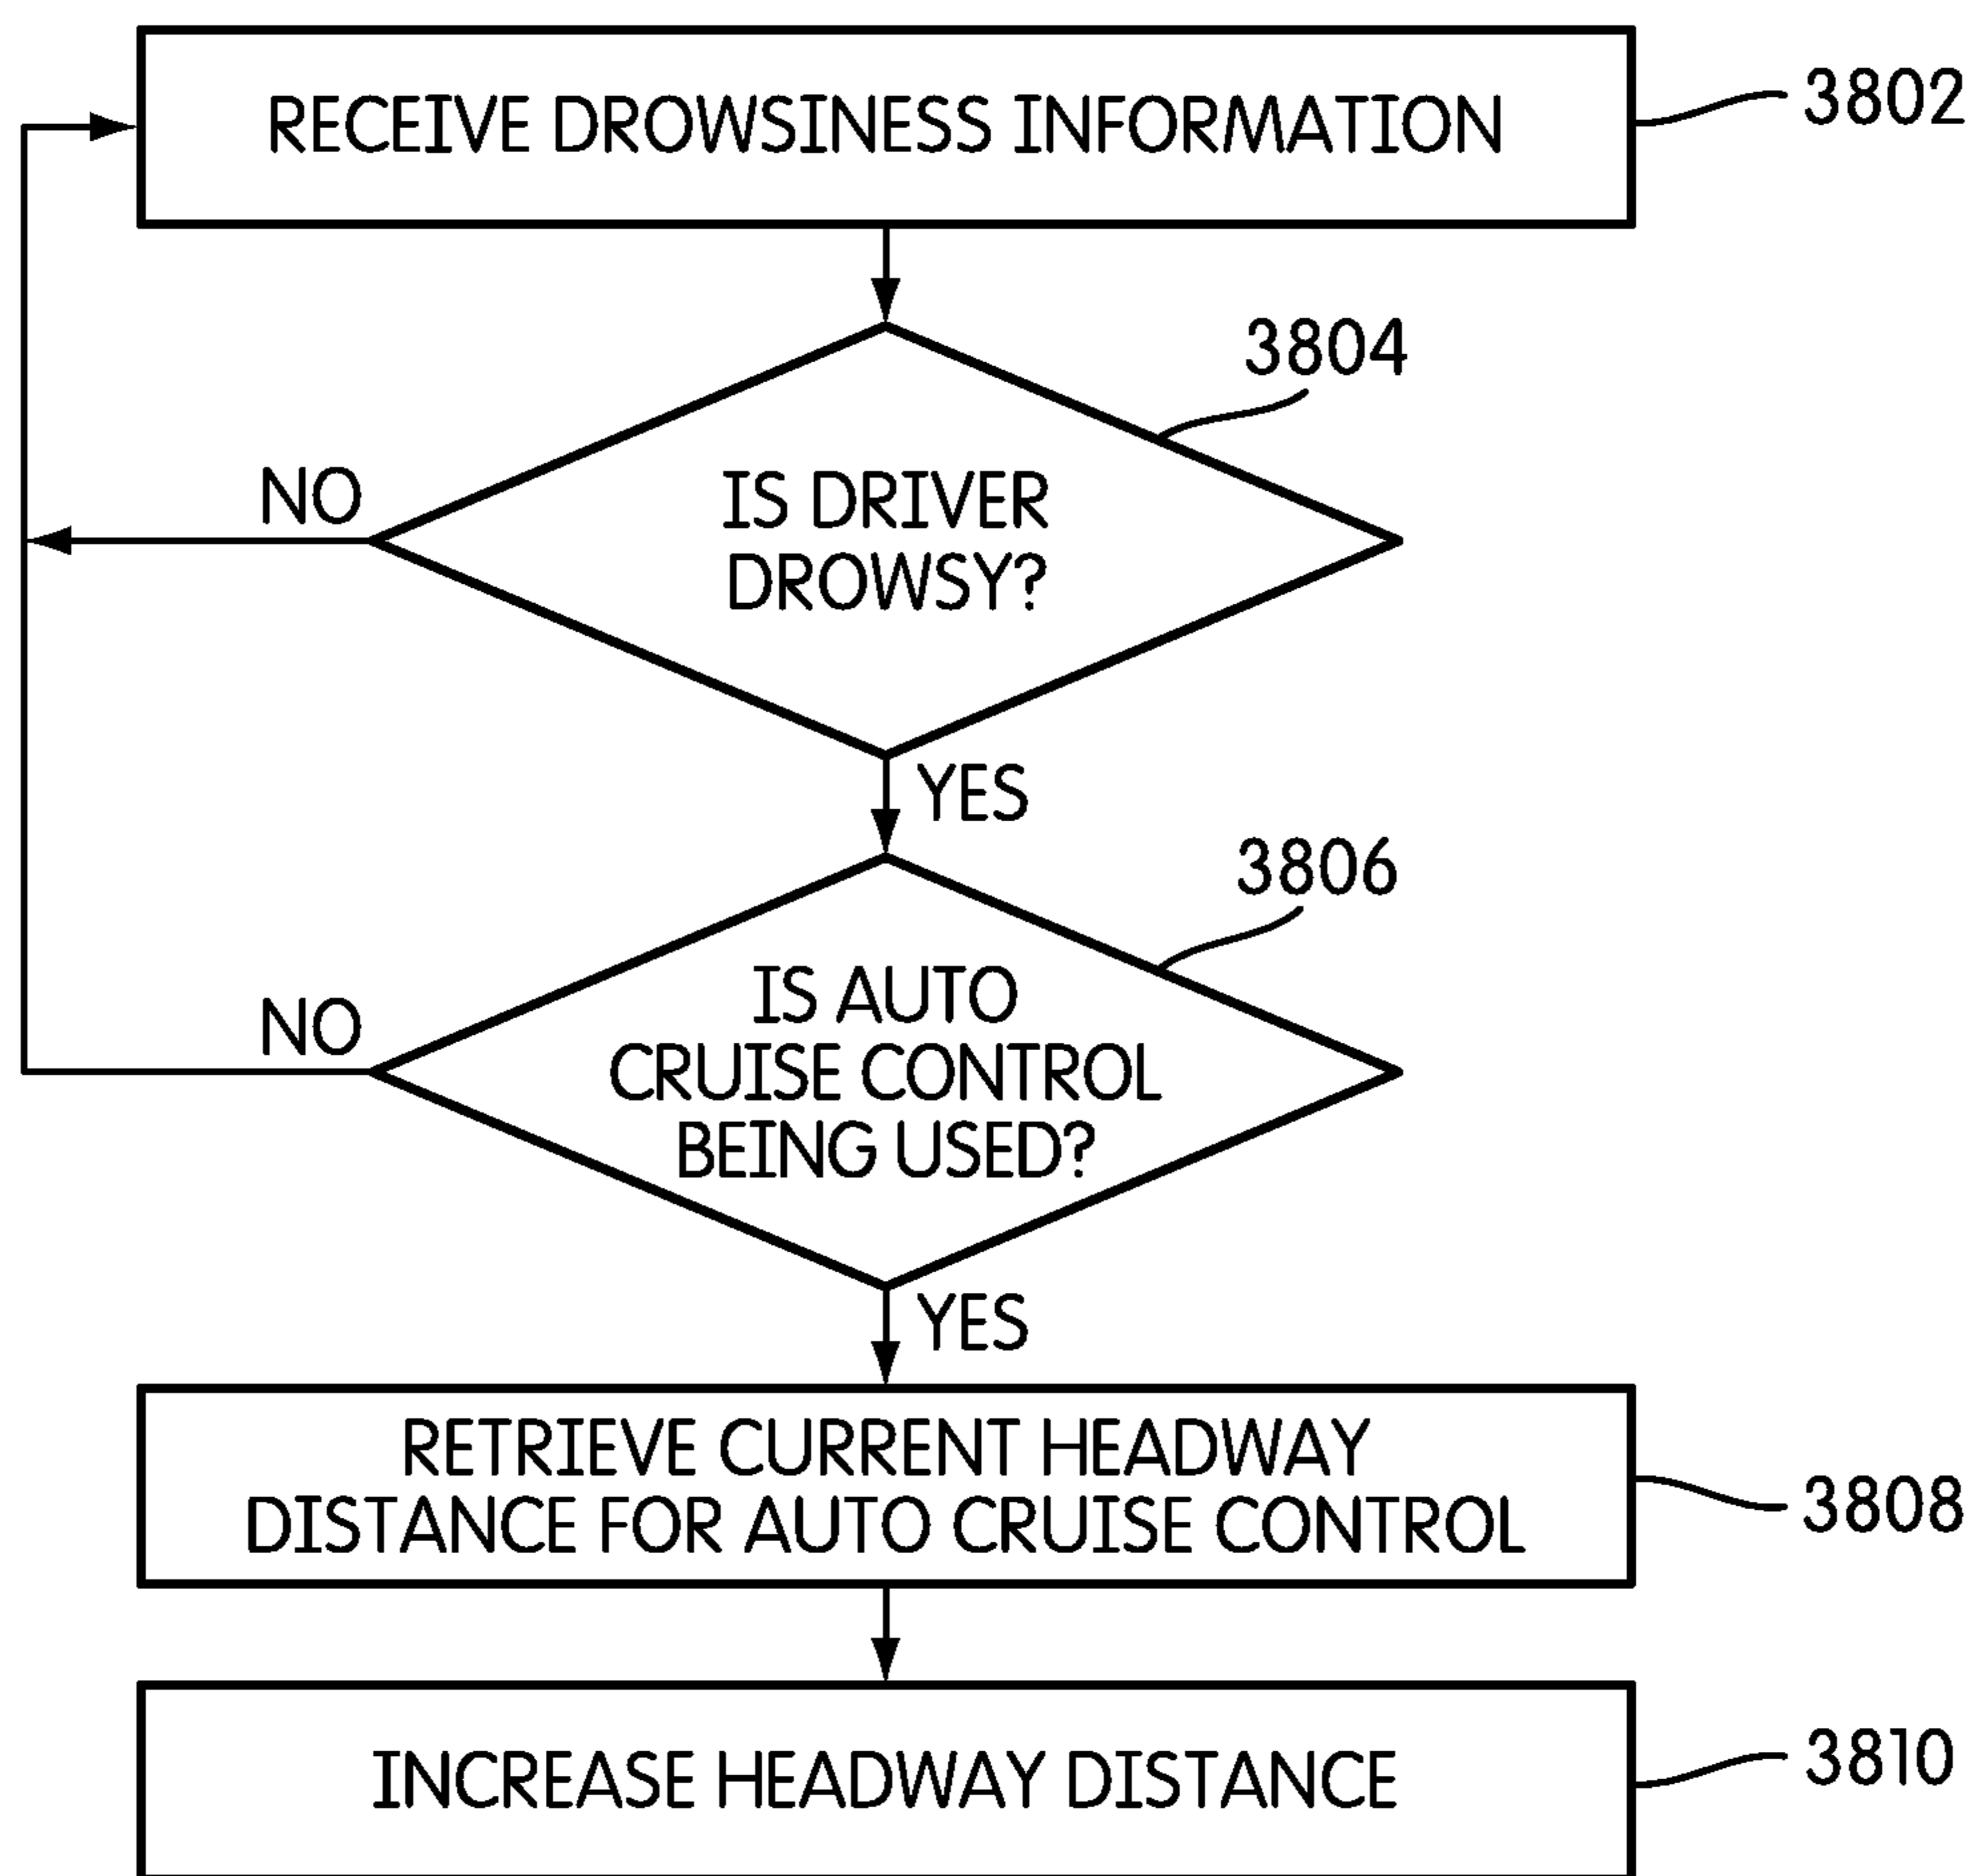 RECEIVE DROWSINESS INFORMATION
3802
3804
IS DRIVER
DROWSY?
NO
YES
3806
IS AUTO
CRUISE CONTROL
BEING USED?
NO
YES
RETRIEVE CURRENT HEADWAY
DISTANCE FOR AUTO CRUISE CONTROL
3808
INCREASE HEADWAY DISTANCE
3810